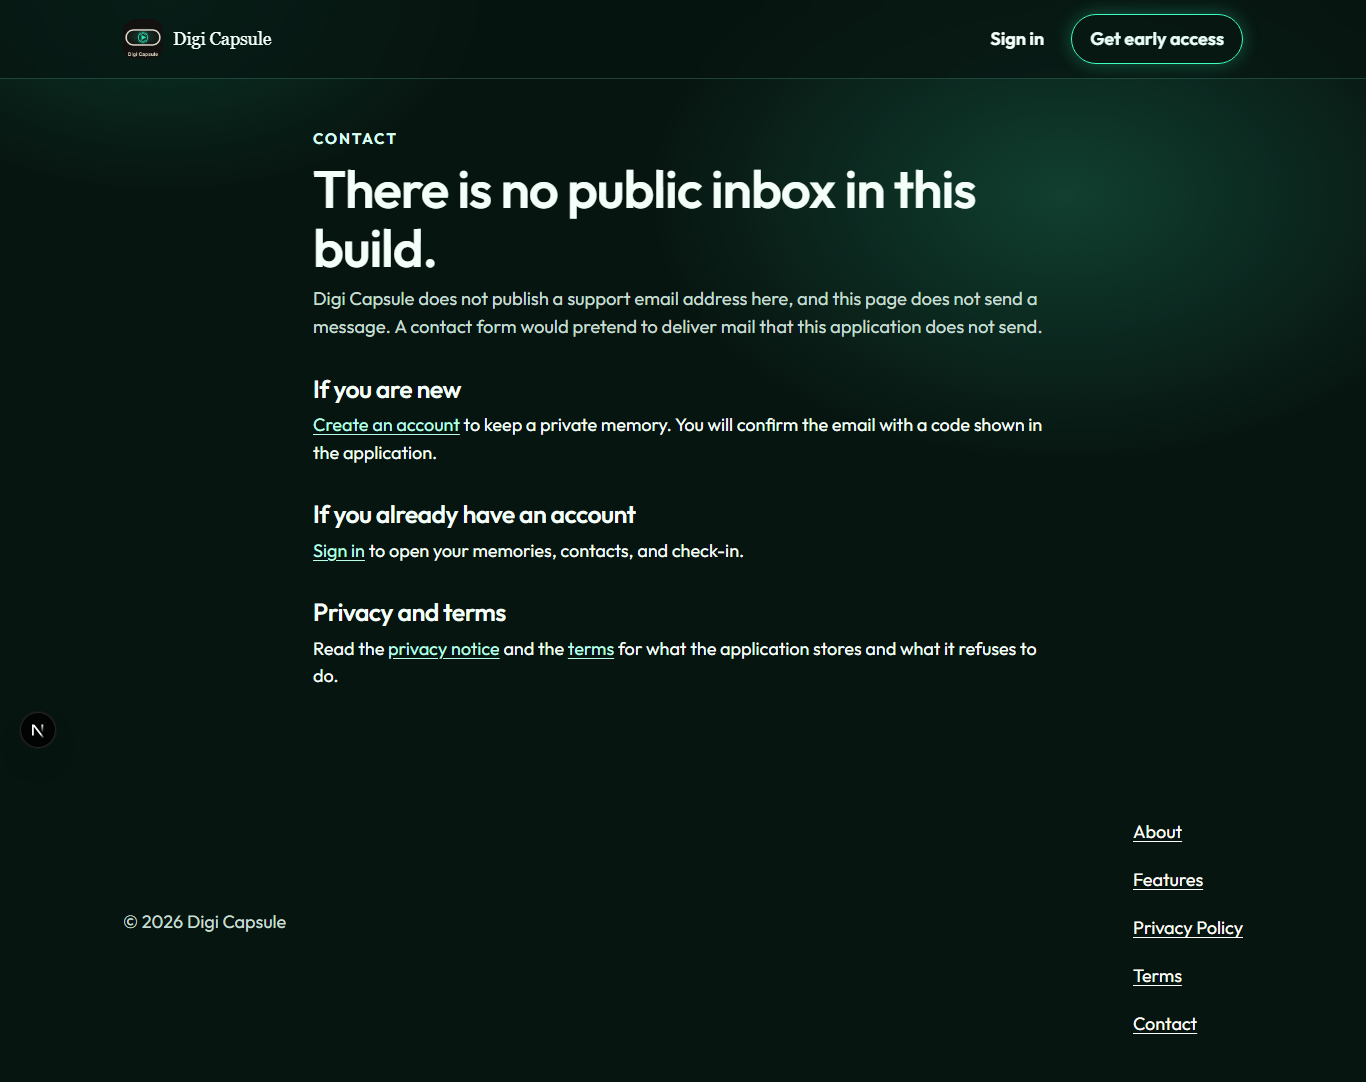 Digi Capsule
Digi Capsule
Sign in
Get early access
CONTACT
There is no public inbox in this
build.
Digi Capsule does not publish a support email address here, and this page does not send a
message. A contact form would pretend to deliver mail that this application does not send.
If you are new
Create an account to keep a private memory. You will confirm the email with a code shown in
the application.
If you already have an account
Sign in to open your memories, contacts, and check-in.
Privacy and terms
Read the privacy notice and the terms for what the application stores and what it refuses to
do.
N
About
Features
© 2026 Digi Capsule
Privacy Policy
Terms
Contact